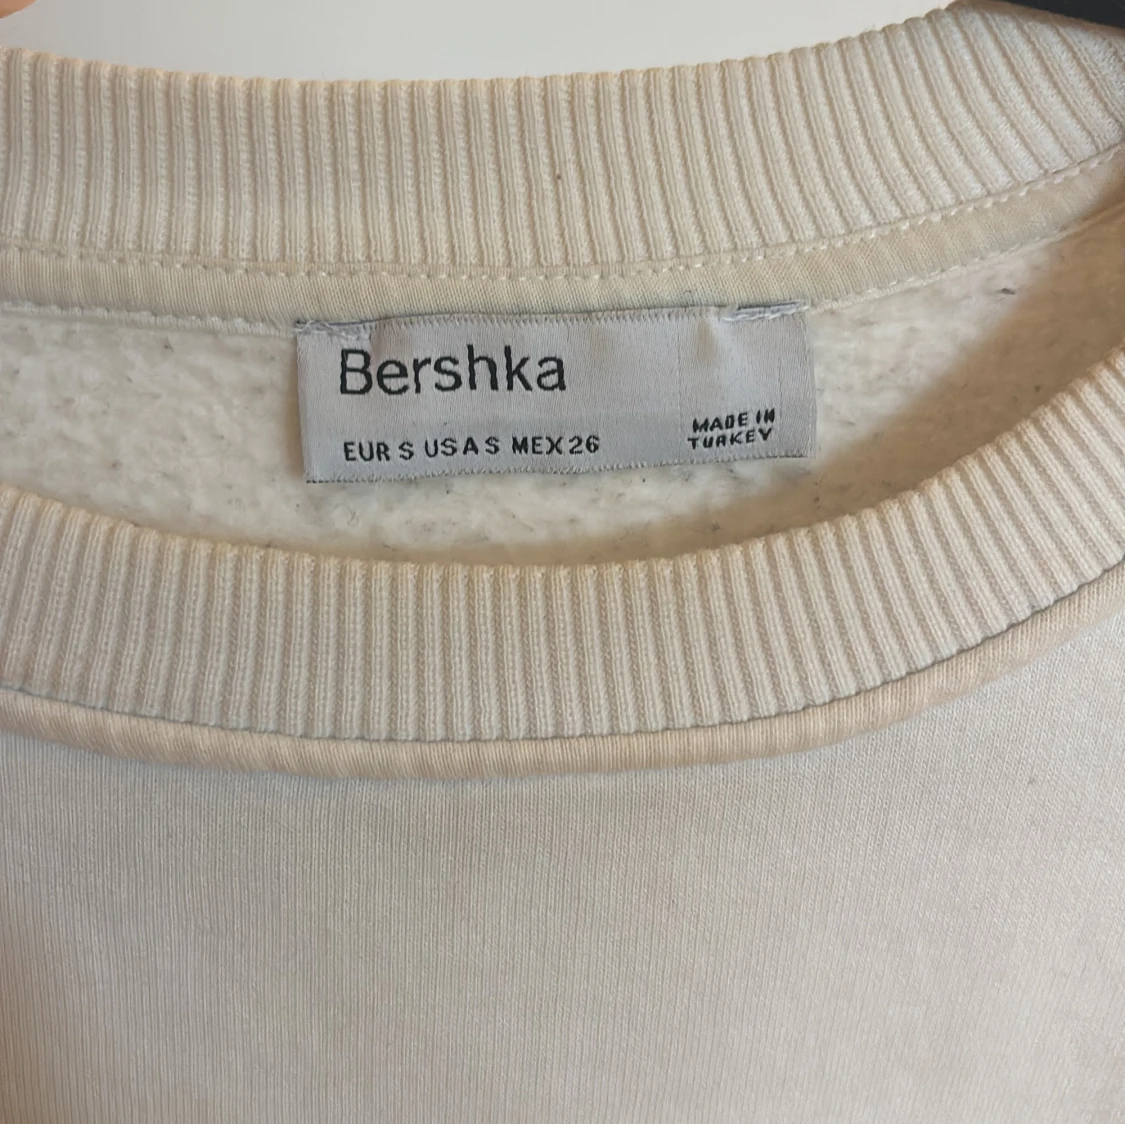 Bershka
EUR S USA S MEX 26
MADE IN
TURKEY